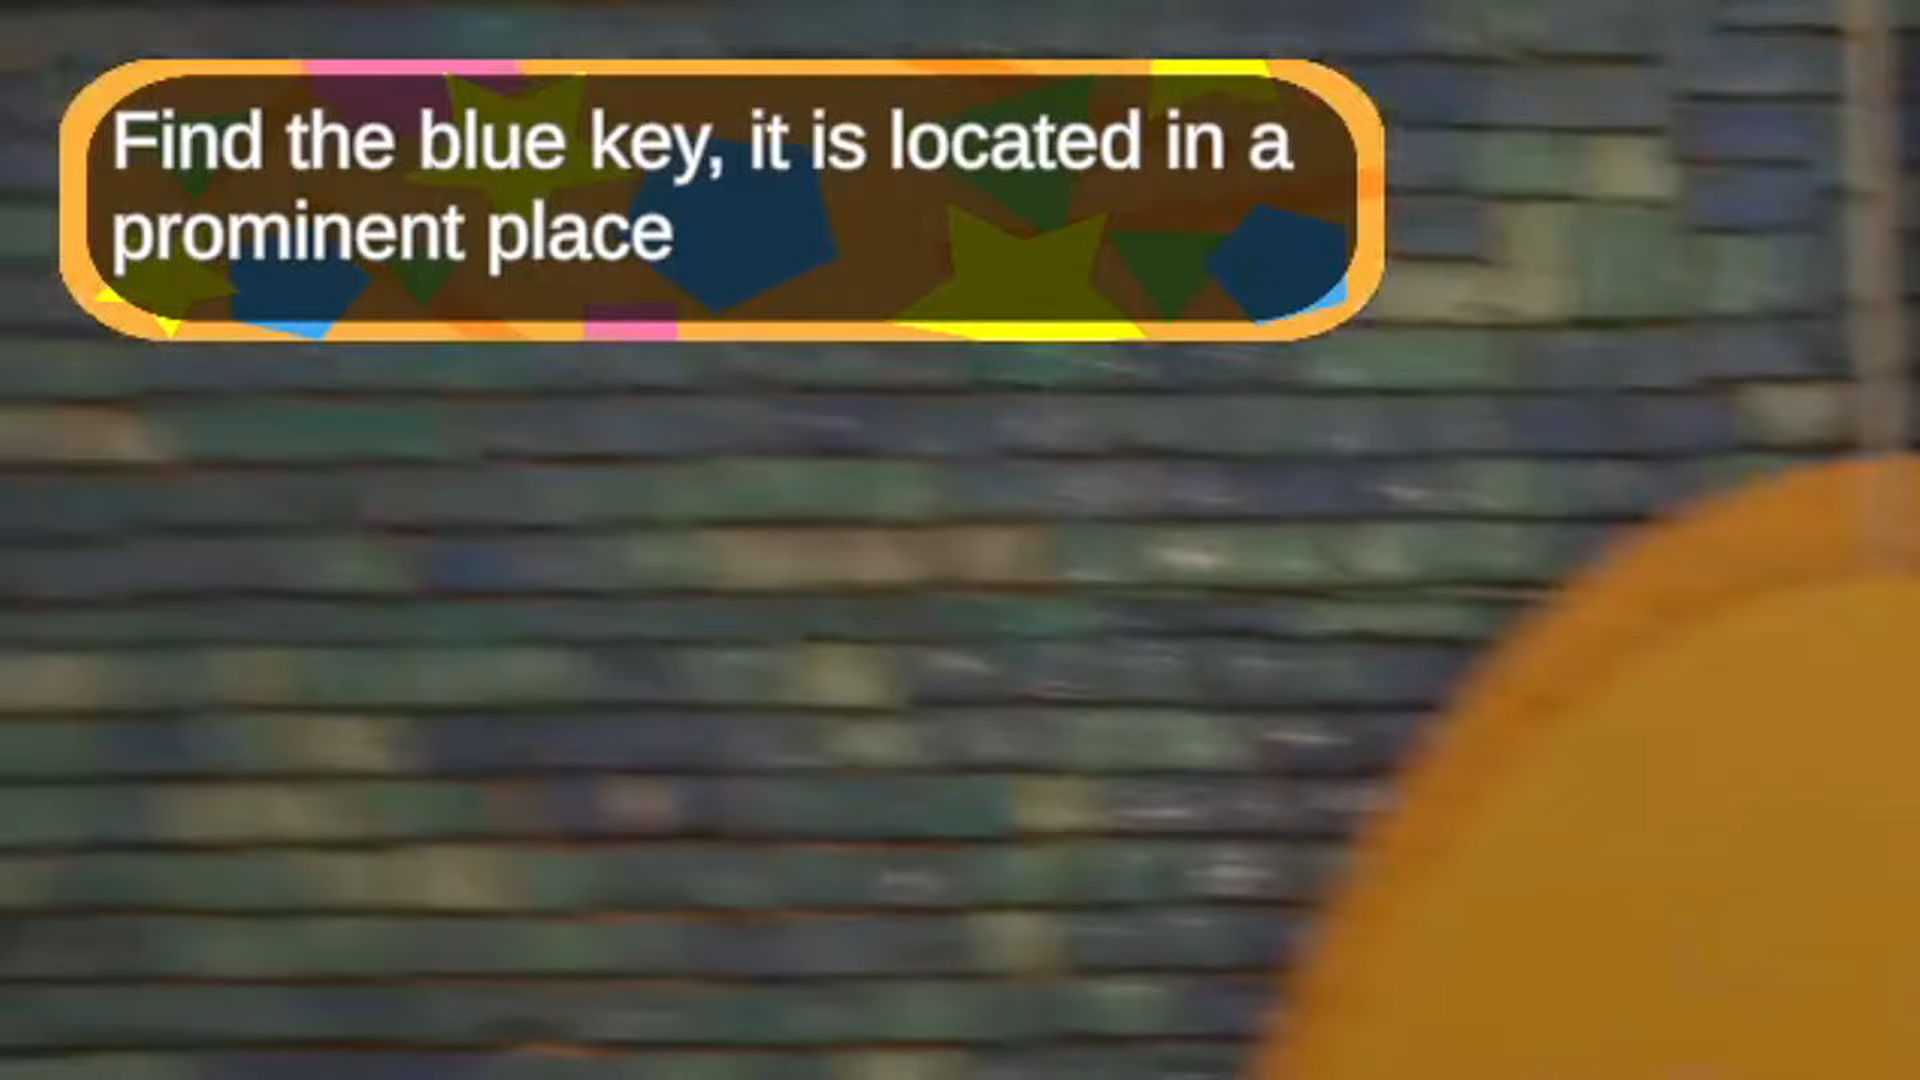 Find the blue key, it is located in a
prominent place